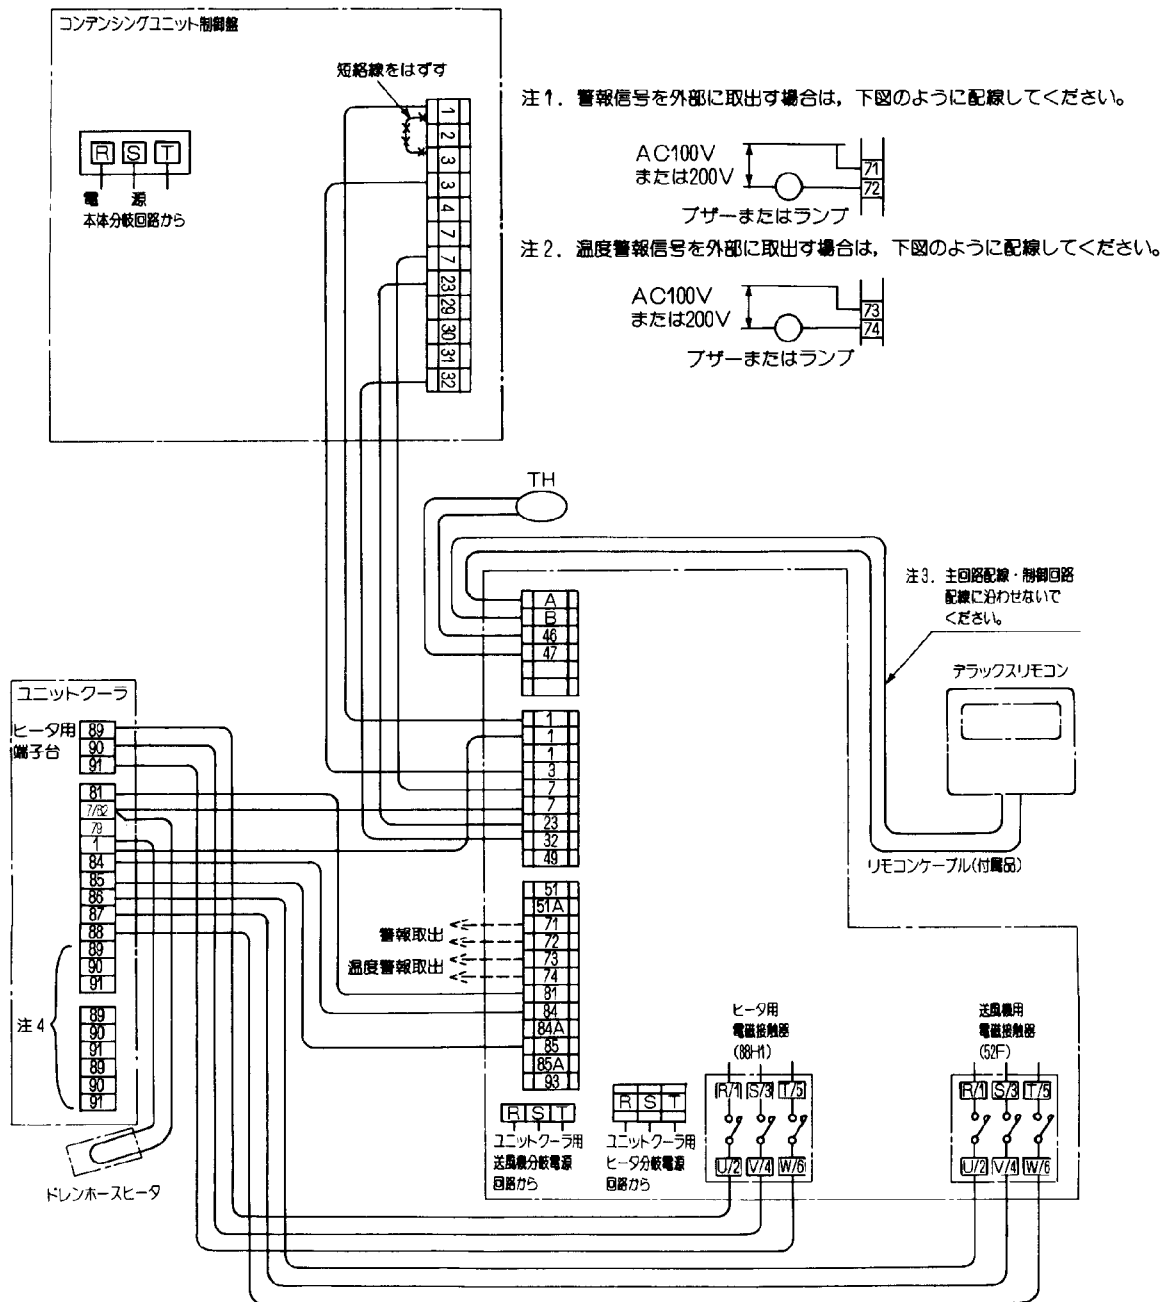 コンデンシングユニット制御盤
短絡線をはずす
1
2
3
3
4
7
7
23
29
30
31
32
R S T
電 源
本体分岐回路から
注1. 警報信号を外部に取出す場合は，下図のように配線してください。
AC100V
または200V
71
72
ブザーまたはランプ
注2. 温度警報信号を外部に取出す場合は，下図のように配線してください。
AC100V
または200V
73
74
ブザーまたはランプ
TH
A
B
46
47
注3. 主回路配線・制御回路
配線に沿わせないで
ください。
デラックスリモコン
リモコンケーブル(付属品)
ユニットクーラ
ヒータ用
端子台
89
90
91
81
7/82
79
1
84
85
86
87
88
89
90
91
注4
89
90
91
89
90
91
ドレンホースヒータ
1
1
1
3
7
7
23
32
49
51
51A
71
72
73
74
81
84
84A
85
85A
93
警報取出
温度警報取出
R S T
ユニットクーラ用
送風機分岐電源
回路から
R S T
ユニットクーラ用
ヒータ分岐電源
回路から
ヒータ用
電磁接触器
(88H1)
R/1 S/3 T/5
U/2 V/4 W/6
送風機用
電磁接触器
(52F)
R/1 S/3 T/5
U/2 V/4 W/6